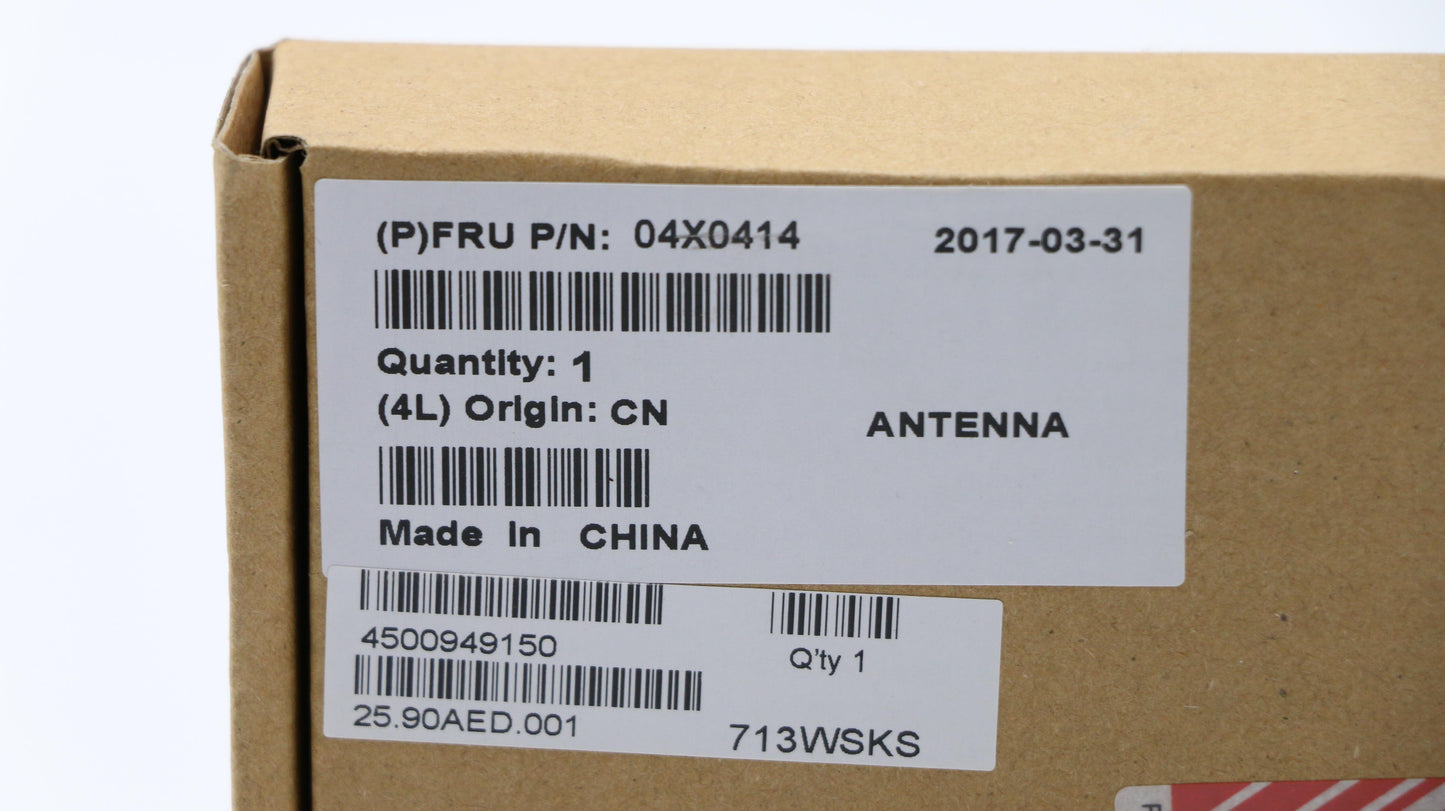 (P)FRU P/N: 04X0414 2017-03-31
Quantity: 1
(4L) Origin: CN
ANTENNA
Made In CHINA
4500949150
Q'ty 1
25.90AED.001
713WSKS